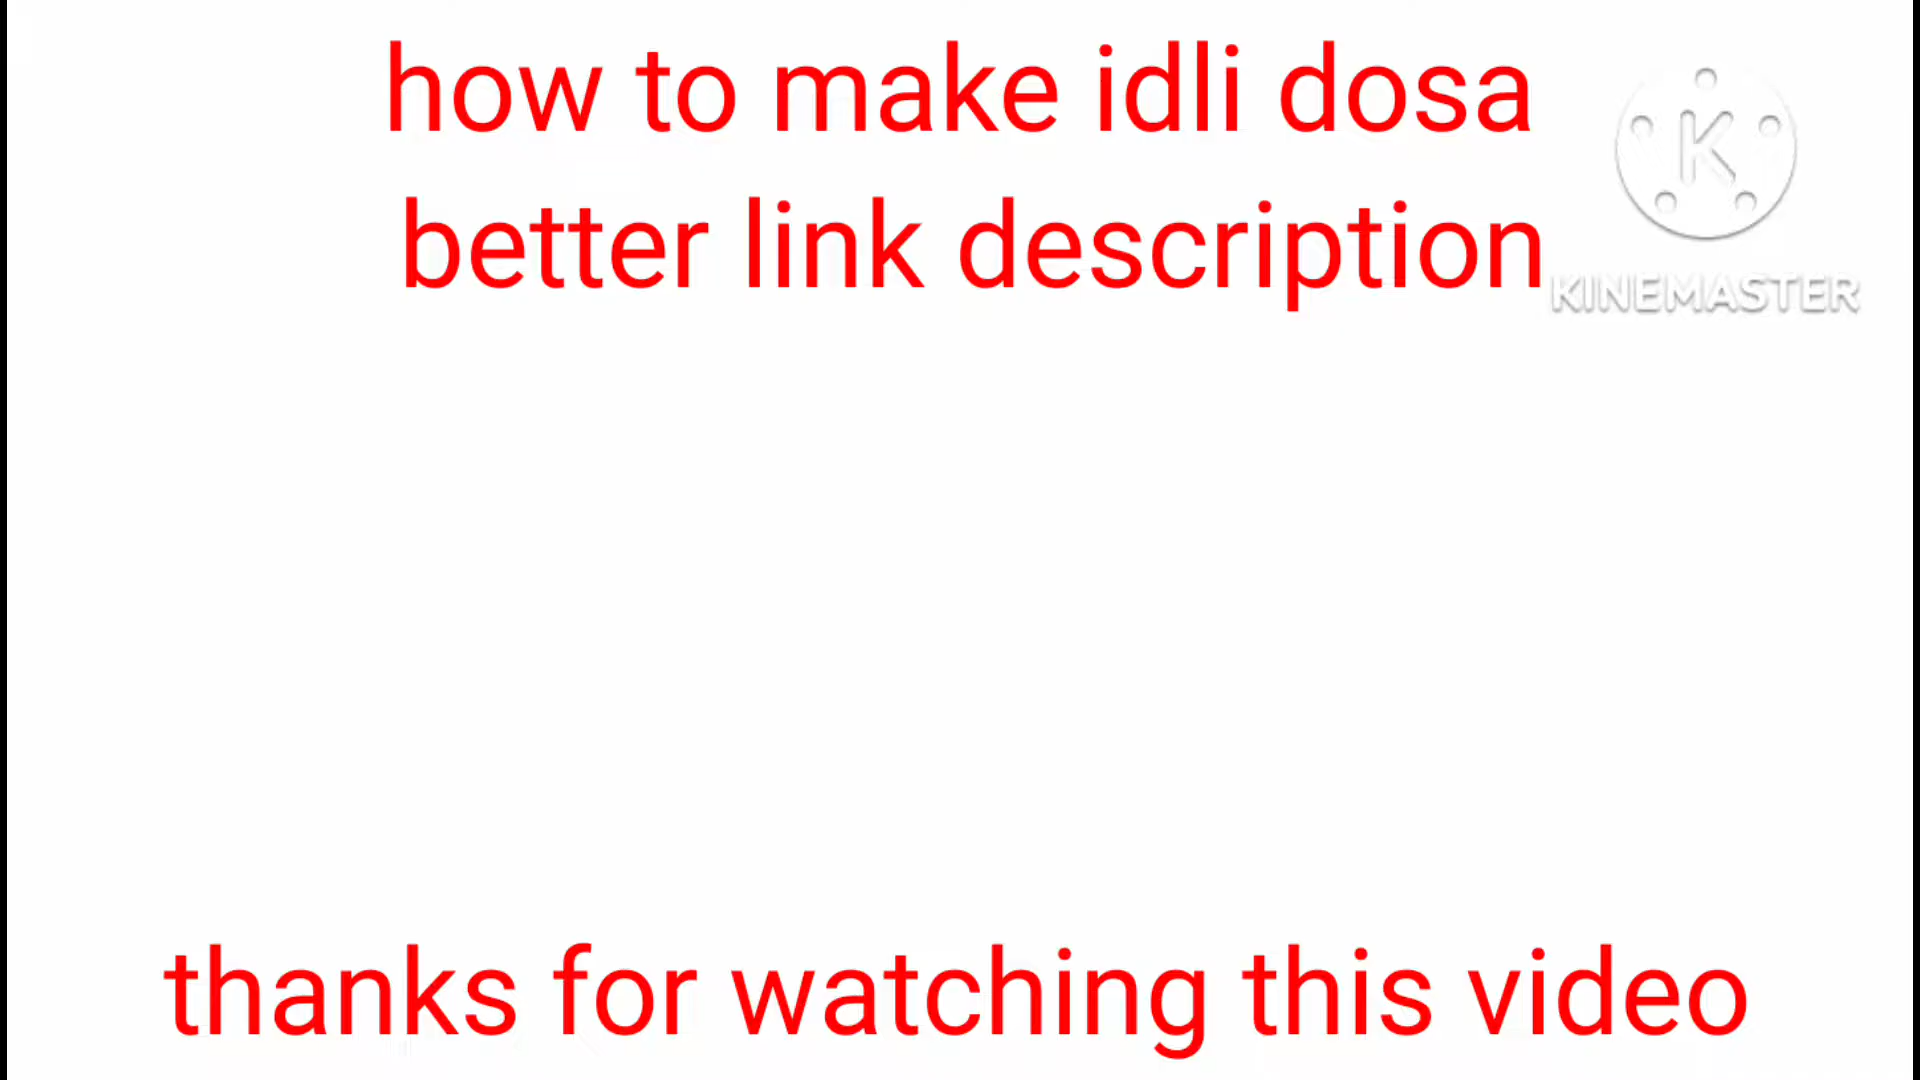 how to make idli dosa
better link description
K
KINEMASTER
thanks for watching this video